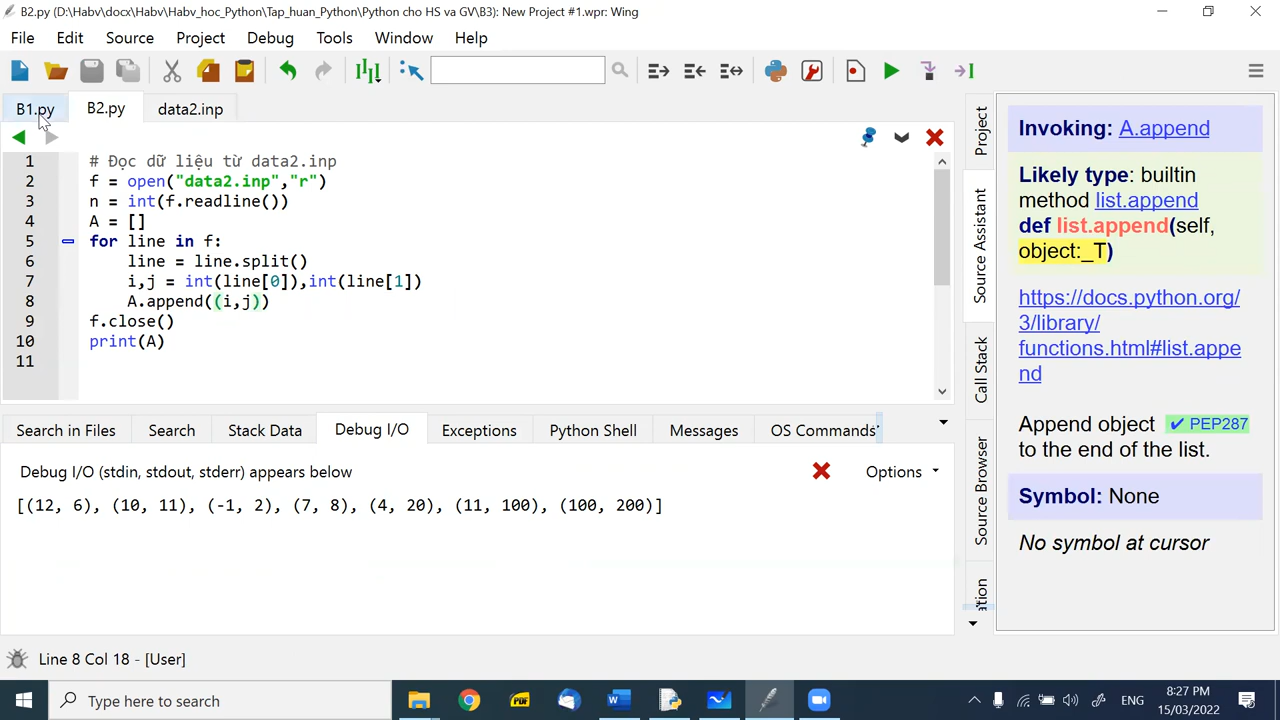 B2.py (D:\Habv\docx\Habv\Habv_hoc_Python\Tap_huan_Python\Python cho HS va GV\B3): New Project #1.wpr: Wing
File Edit Source Project Debug Tools Window Help
B1.py B2.py data2.inp
1 # Đọc dữ liệu từ data2.inp
2 f = open("data2.inp","r")
3 n = int(f.readline())
4 A = []
5 for line in f:
6 line = line.split()
7 i,j = int(line[0]),int(line[1])
8 A.append((i,j))
9 f.close()
10 print(A)
11
Search in Files Search Stack Data Debug I/O Exceptions Python Shell Messages OS Commands
Debug I/O (stdin, stdout, stderr) appears below Options
[(12, 6), (10, 11), (-1, 2), (7, 8), (4, 20), (11, 100), (100, 200)]
Project
Source Assistant
Call Stack
Source Browser
Invoking: A.append
Likely type: builtin
method list.append
def list.append(self,
object:_T)
https://docs.python.org/
3/library/
functions.html#list.appe
nd
Append object ✔ PEP287
to the end of the list.
Symbol: None
No symbol at cursor
Line 8 Col 18 - [User]
Type here to search
PDF
W
ENG
8:27 PM
15/03/2022